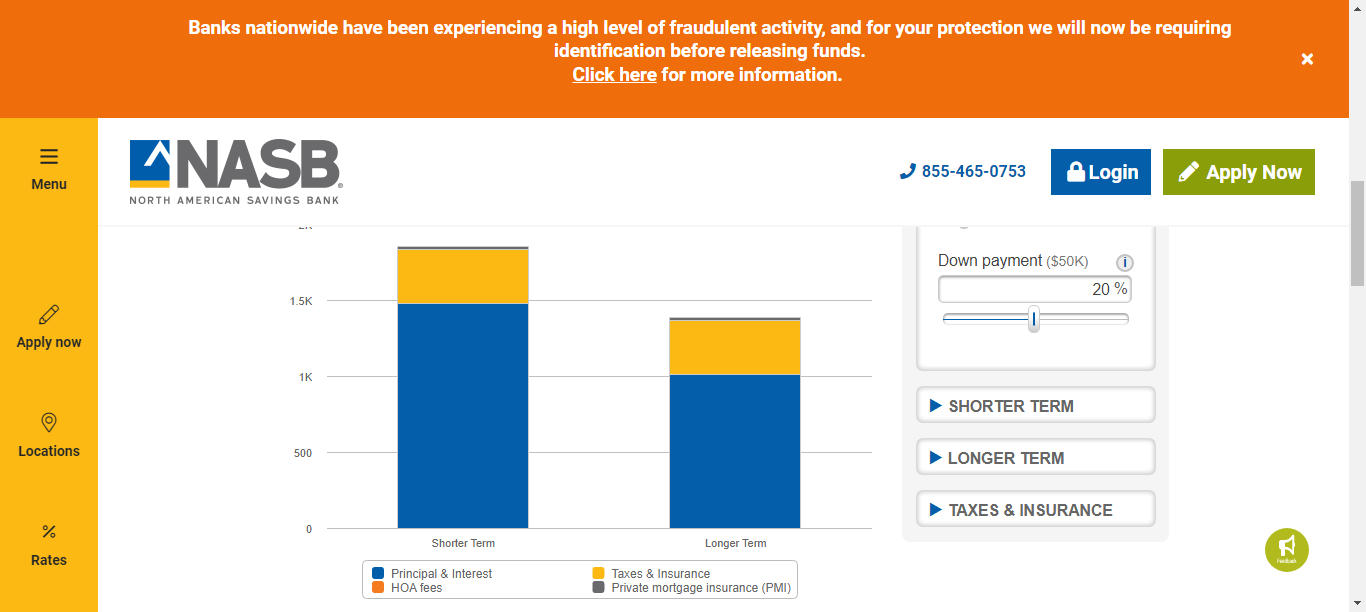 Banks nationwide have been experiencing a high level of fraudulent activity, and for your protection we will now be requiring
identification before releasing funds.
Click here for more information.
Menu
NASB
NORTH AMERICAN SAVINGS BANK
855-465-0753
Login
Apply Now
Apply now
Locations
Rates
2K
1.5K
1K
500
0
Shorter Term
Longer Term
Principal & Interest
Taxes & Insurance
HOA fees
Private mortgage insurance (PMI)
Down payment ($50K)
i
20 %
SHORTER TERM
LONGER TERM
TAXES & INSURANCE
Feedback